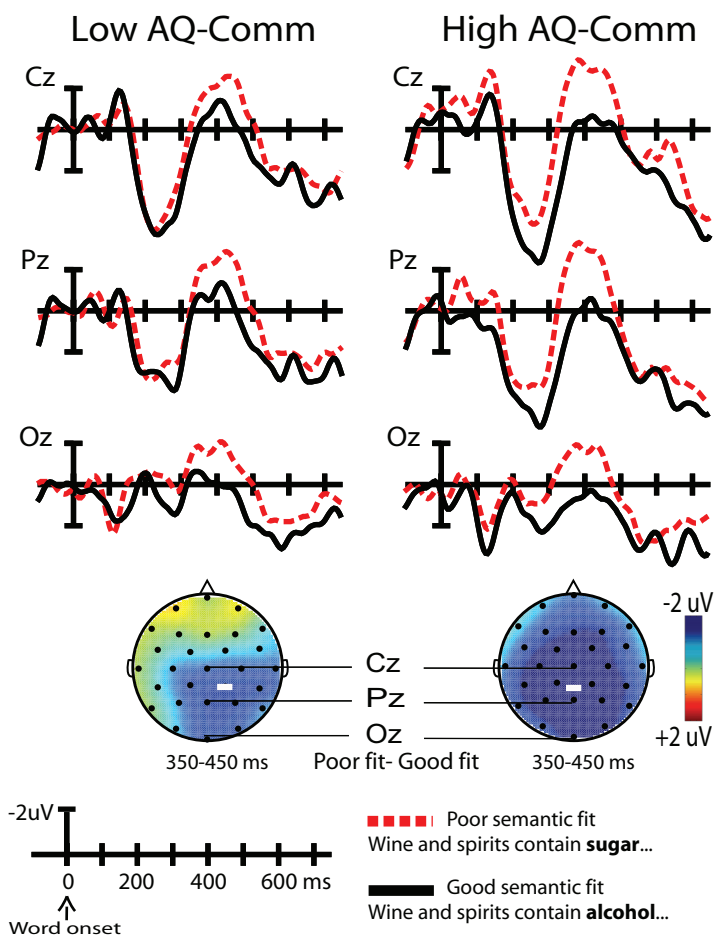 Low AQ-Comm High AQ-Comm
Cz Cz
Pz Pz
Oz Oz
-2 uV
Cz
Pz
Oz
+2 uV
350-450 ms Poor fit- Good fit 350-450 ms
-2uV
0 200 400 600 ms
Word onset
Poor semantic fit
Wine and spirits contain sugar...
Good semantic fit
Wine and spirits contain alcohol...